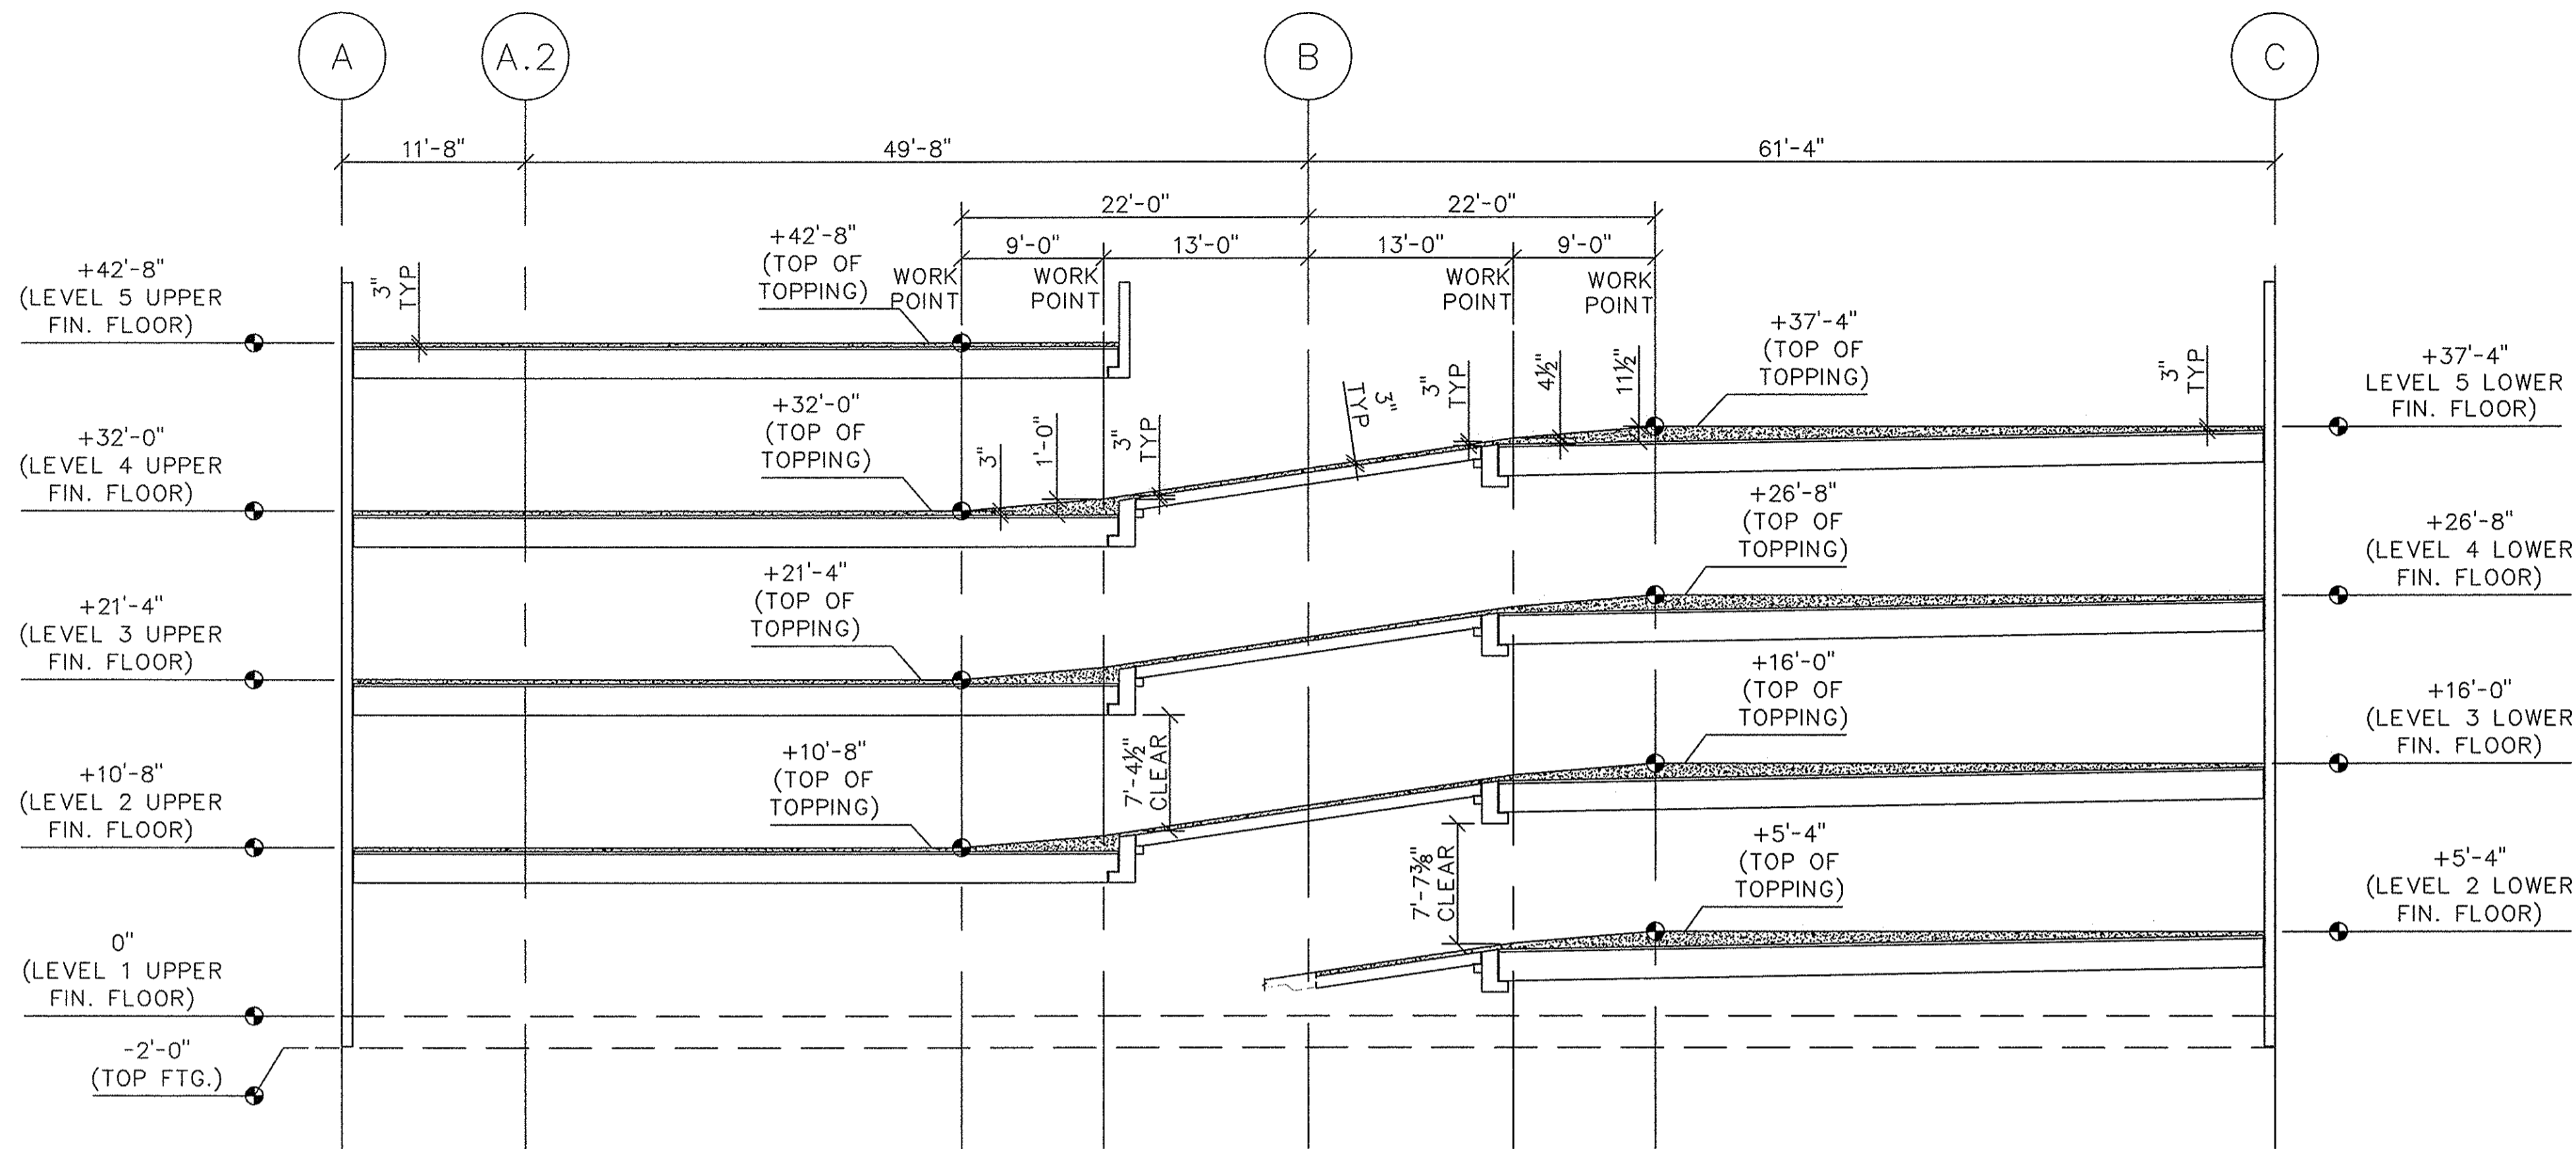 A
A.2
B
C
11'-8"
49'-8"
61'-4"
22'-0"
22'-0"
9'-0"
13'-0"
13'-0"
9'-0"
WORK
POINT
WORK
POINT
WORK
POINT
WORK
POINT
+42'-8"
(LEVEL 5 UPPER
FIN. FLOOR)
3"
TYP
+42'-8"
(TOP OF
TOPPING)
+32'-0"
(LEVEL 4 UPPER
FIN. FLOOR)
+32'-0"
(TOP OF
TOPPING)
3"
1'-0"
3"
TYP
3"
TYP
3"
TYP
4½"
11½"
+37'-4"
(TOP OF
TOPPING)
3"
TYP
+37'-4"
LEVEL 5 LOWER
FIN. FLOOR)
+21'-4"
(LEVEL 3 UPPER
FIN. FLOOR)
+21'-4"
(TOP OF
TOPPING)
+26'-8"
(TOP OF
TOPPING)
+26'-8"
(LEVEL 4 LOWER
FIN. FLOOR)
+10'-8"
(LEVEL 2 UPPER
FIN. FLOOR)
+10'-8"
(TOP OF
TOPPING)
7'-4½"
CLEAR
+16'-0"
(TOP OF
TOPPING)
+16'-0"
(LEVEL 3 LOWER
FIN. FLOOR)
7'-7⅜"
CLEAR
+5'-4"
(TOP OF
TOPPING)
+5'-4"
(LEVEL 2 LOWER
FIN. FLOOR)
0"
(LEVEL 1 UPPER
FIN. FLOOR)
-2'-0"
(TOP FTG.)